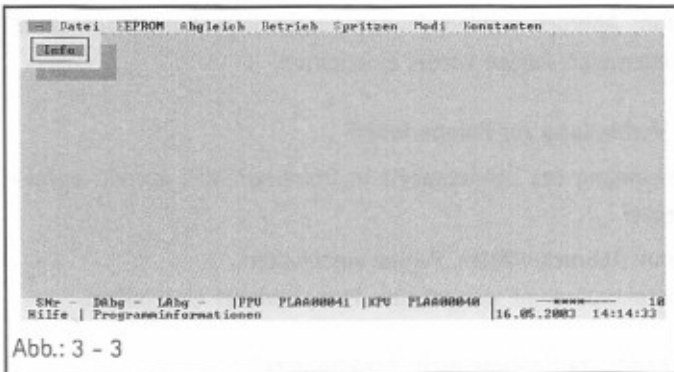 Datei EEPROM Abgleich Betrieb Spritzen Modi Konstanten
Info
SNr - DAbg - LAbg - |FPU PLAA00041 |KPU PLAA00040 | ---****--- 10
Hilfe | Programminformationen |16.05.2003 14:14:33
Abb.: 3 - 3